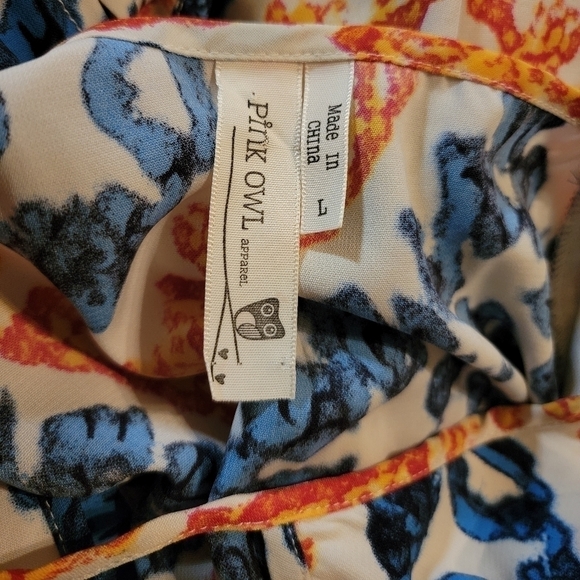 .Pink OWL
apparel
Made In
CHINA
L